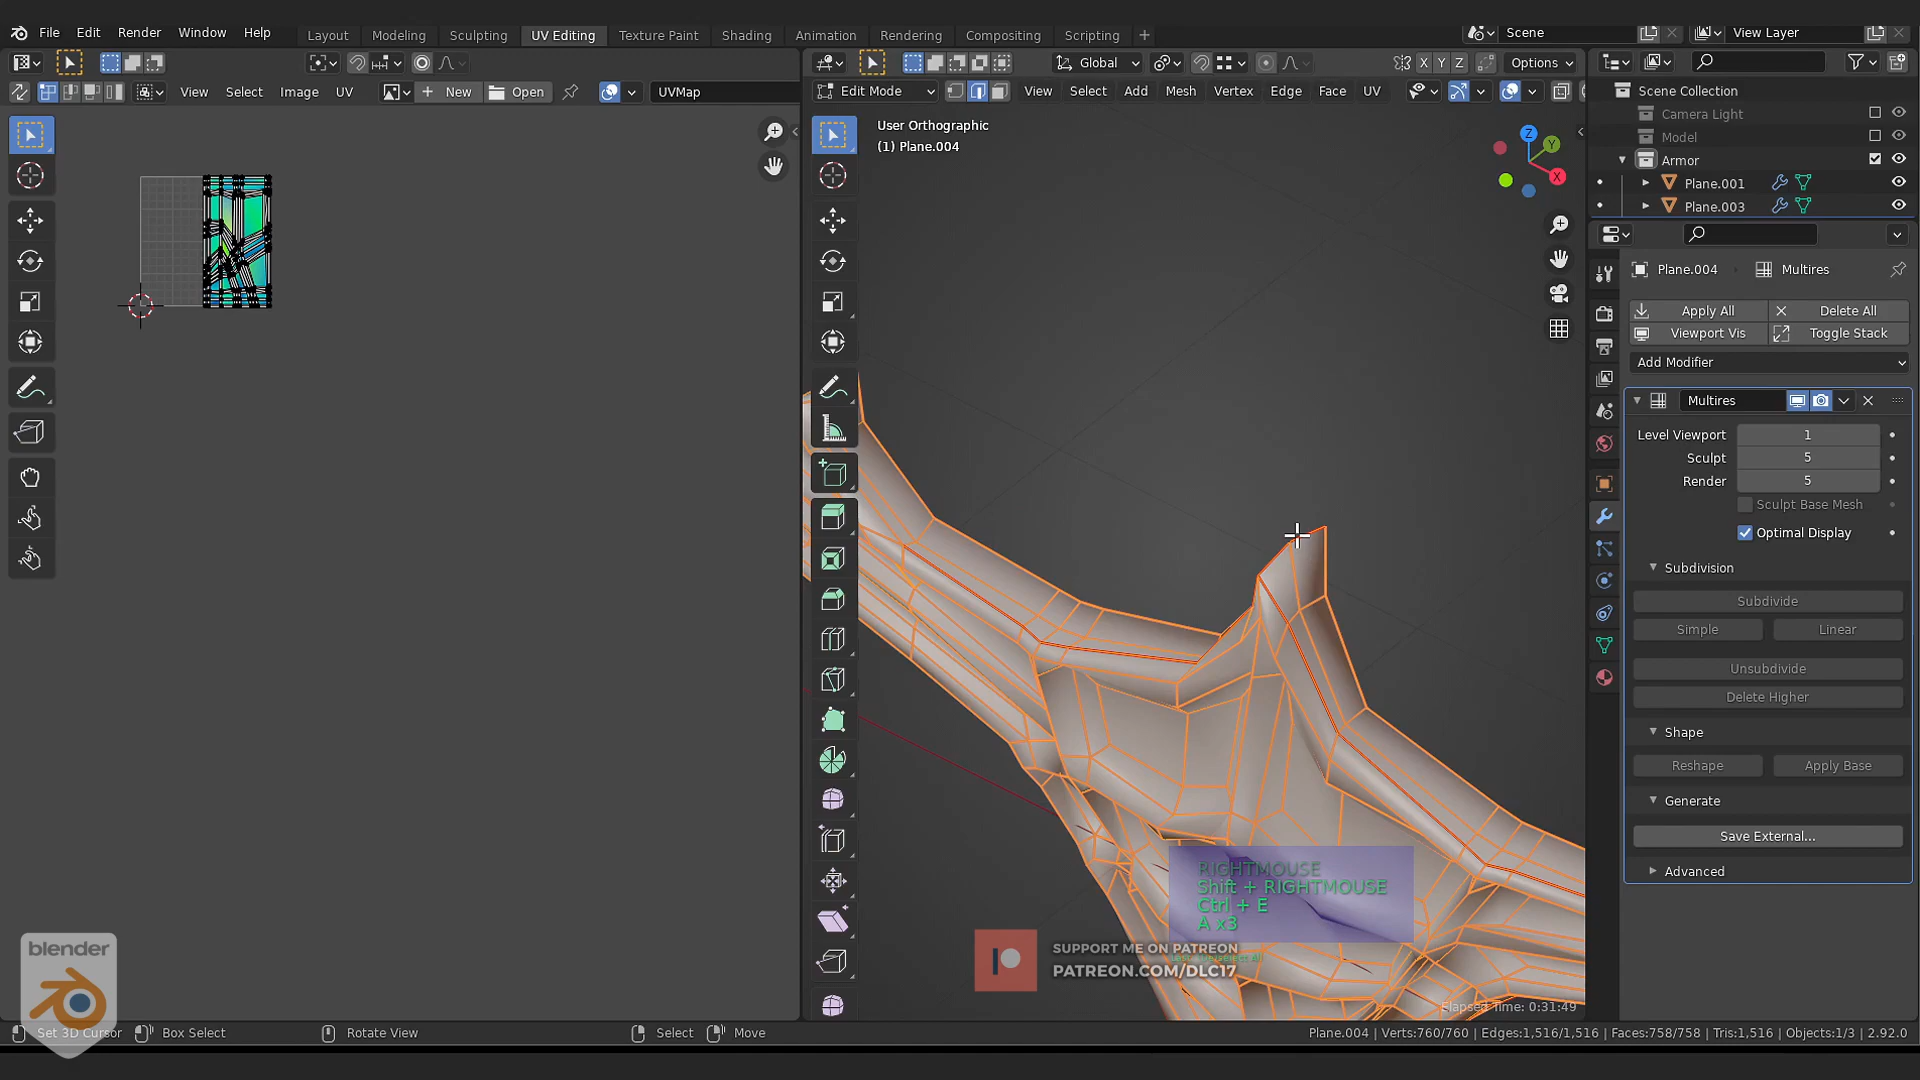 File Edit Render Window Help
Layout Modeling Sculpting UV Editing Texture Paint Shading Animation Rendering Compositing Scripting +
Scene
View Layer
Global
X Y Z
Options
View Select Image UV
New
Open
UVMap
Edit Mode
View Select Add Mesh Vertex Edge Face UV
User Orthographic
(1) Plane.004
Z
Y
X
Scene Collection
Camera Light
Model
Armor
Plane.001
Plane.003
Plane.004
Multires
Apply All
Delete All
Viewport Vis
Toggle Stack
Add Modifier
Multires
Level Viewport 1
Sculpt 5
Render 5
Sculpt Base Mesh
Optimal Display
Subdivision
Subdivide
Simple
Linear
Unsubdivide
Delete Higher
Shape
Reshape
Apply Base
Generate
Save External...
Advanced
RIGHTMOUSE
Shift + RIGHTMOUSE
Ctrl + E
A x3
SUPPORT ME ON PATREON
PATREON.COM/DLC17
Elapsed Time: 0:31:49
blender
Set 3D Cursor
Box Select
Rotate View
Select
Move
Plane.004 | Verts:760/760 | Edges:1,516/1,516 | Faces:758/758 | Tris:1,516 | Objects:1/3 | 2.92.0